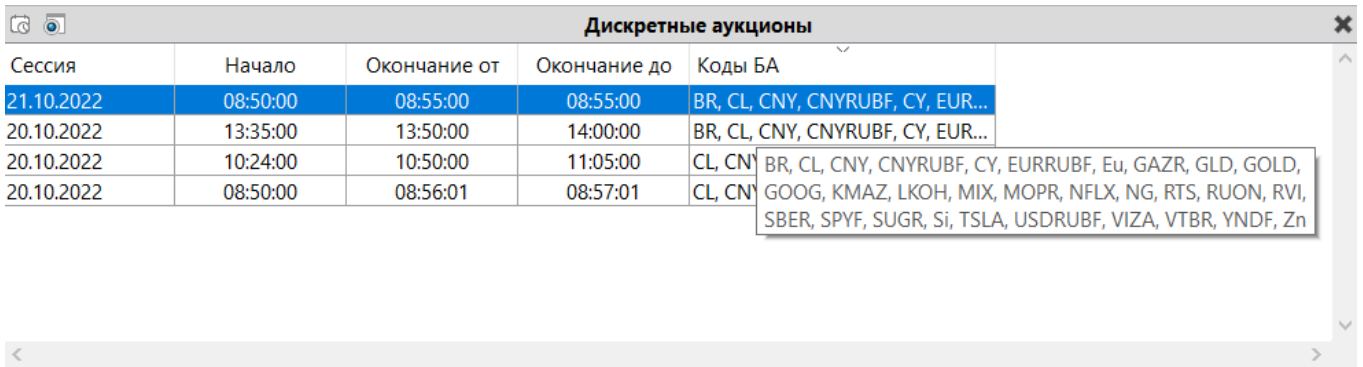 Дискретные аукционы
Сессия Начало Окончание от Окончание до Коды БА
21.10.2022 08:50:00 08:55:00 08:55:00 BR, CL, CNY, CNYRUBF, CY, EUR...
20.10.2022 13:35:00 13:50:00 14:00:00 BR, CL, CNY, CNYRUBF, CY, EUR...
20.10.2022 10:24:00 10:50:00 11:05:00 CL,
20.10.2022 08:50:00 08:56:01 08:57:01 CL,
BR, CL, CNY, CNYRUBF, CY, EURRUBF, Eu, GAZR, GLD, GOLD,
GOOG, KMAZ, LKOH, MIX, MOPR, NFLX, NG, RTS, RUON, RVI,
SBER, SPYF, SUGR, Si, TSLA, USDRUBF, VIZA, VTBR, YNDF, Zn